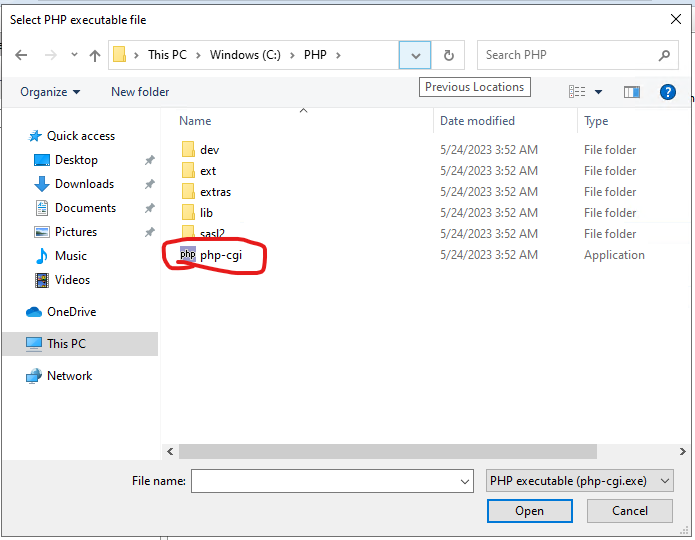 Select PHP executable file
This PC > Windows (C:) > PHP >
Search PHP
Organize
New folder
Previous Locations
?
Name
Date modified
Type
Quick access
Desktop
Downloads
Documents
Pictures
Music
Videos
OneDrive
This PC
Network
dev 5/24/2023 3:52 AM File folder
ext 5/24/2023 3:52 AM File folder
extras 5/24/2023 3:52 AM File folder
lib 5/24/2023 3:52 AM File folder
sasl2 5/24/2023 3:52 AM File folder
php php-cgi 5/24/2023 3:52 AM Application
File name:
PHP executable (php-cgi.exe)
Open
Cancel